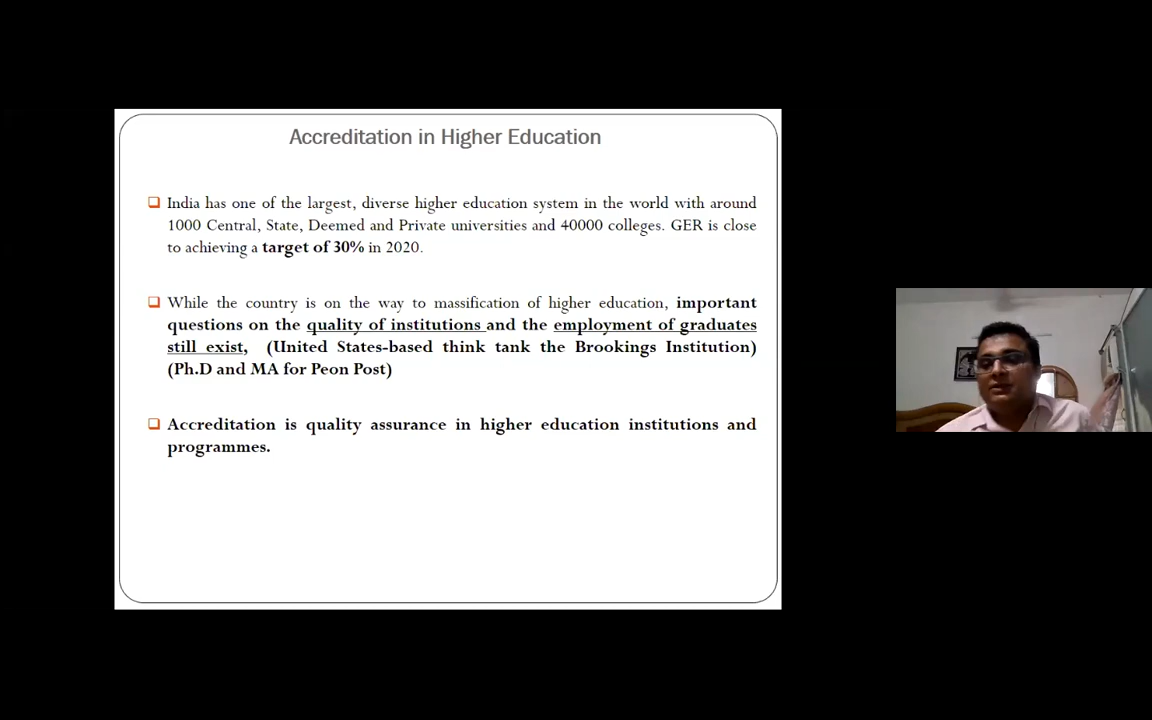 Accreditation in Higher Education
India has one of the largest, diverse higher education system in the world with around
1000 Central, State, Deemed and Private universities and 40000 colleges. GER is close
to achieving a target of 30% in 2020.
While the country is on the way to massification of higher education, important
questions on the quality of institutions and the employment of graduates
still exist, (United States-based think tank the Brookings Institution)
(Ph.D and MA for Peon Post)
Accreditation is quality assurance in higher education institutions and
programmes.